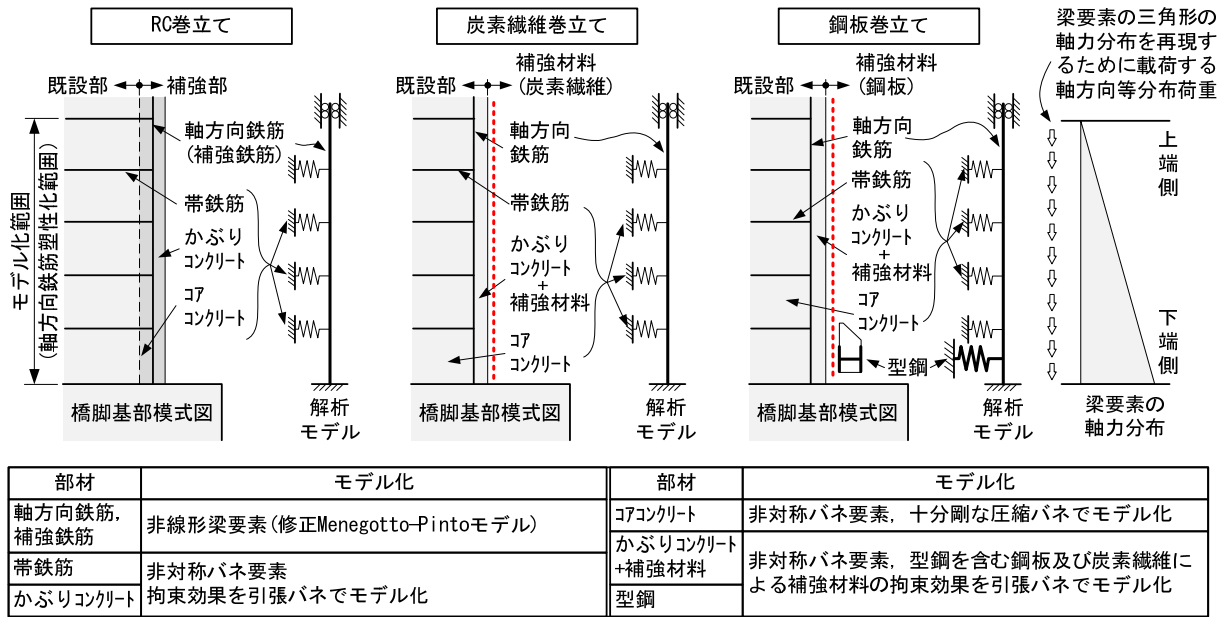 RC巻立て
既設部
補強部
軸方向鉄筋
(補強鉄筋)
帯鉄筋
かぶり
コンクリート
コア
コンクリート
モデル化範囲
(軸方向鉄筋塑性化範囲)
橋脚基部模式図
解析
モデル
炭素繊維巻立て
既設部
補強材料
(炭素繊維)
軸方向
鉄筋
帯鉄筋
かぶり
コンクリート
+
補強材料
コア
コンクリート
橋脚基部模式図
解析
モデル
鋼板巻立て
既設部
補強材料
(鋼板)
軸方向
鉄筋
帯鉄筋
かぶり
コンクリート
+
補強材料
コア
コンクリート
型鋼
橋脚基部模式図
解析
モデル
梁要素の三角形の
軸力分布を再現す
るために載荷する
軸方向等分布荷重
上端側
下端側
梁要素の
軸力分布
部材 モデル化 部材 モデル化
軸方向鉄筋,
補強鉄筋
非線形梁要素(修正Menegotto-Pintoモデル)
帯鉄筋
かぶりコンクリート
非対称バネ要素
拘束効果を引張バネでモデル化
コアコンクリート
非対称バネ要素, 十分剛な圧縮バネでモデル化
かぶりコンクリート
+補強材料
型鋼
非対称バネ要素, 型鋼を含む鋼板及び炭素繊維に
よる補強材料の拘束効果を引張バネでモデル化